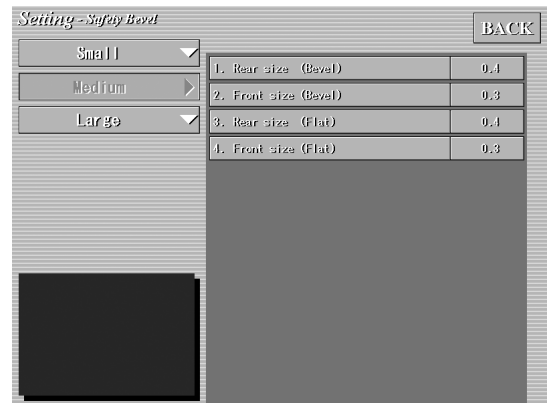 Setting - Safety Bevel
BACK
Small
Medium
Large
1. Rear size (Bevel) 0.4
2. Front size (Bevel) 0.3
3. Rear size (Flat) 0.4
4. Front size (Flat) 0.3